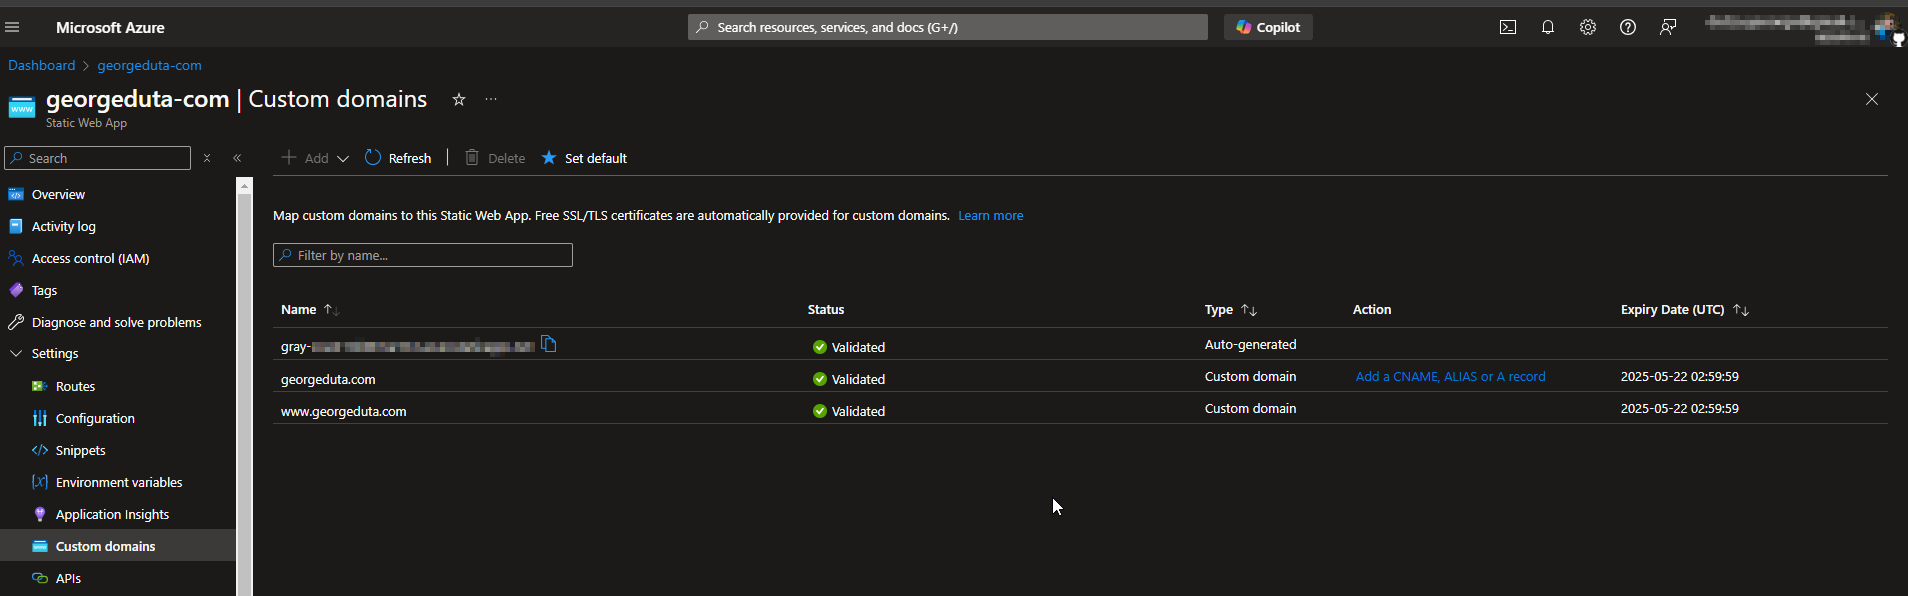 Microsoft Azure
Search resources, services, and docs (G+/)
Copilot
Dashboard > georgeduta-com
georgeduta-com | Custom domains
Static Web App
Search
Add
Refresh
Delete
Set default
Overview
Activity log
Access control (IAM)
Tags
Diagnose and solve problems
Settings
Routes
Configuration
Snippets
Environment variables
Application Insights
Custom domains
APIs
Map custom domains to this Static Web App. Free SSL/TLS certificates are automatically provided for custom domains. Learn more
Filter by name...
Name Status Type Action Expiry Date (UTC)
gray- Validated Auto-generated
georgeduta.com Validated Custom domain Add a CNAME, ALIAS or A record 2025-05-22 02:59:59
www.georgeduta.com Validated Custom domain 2025-05-22 02:59:59